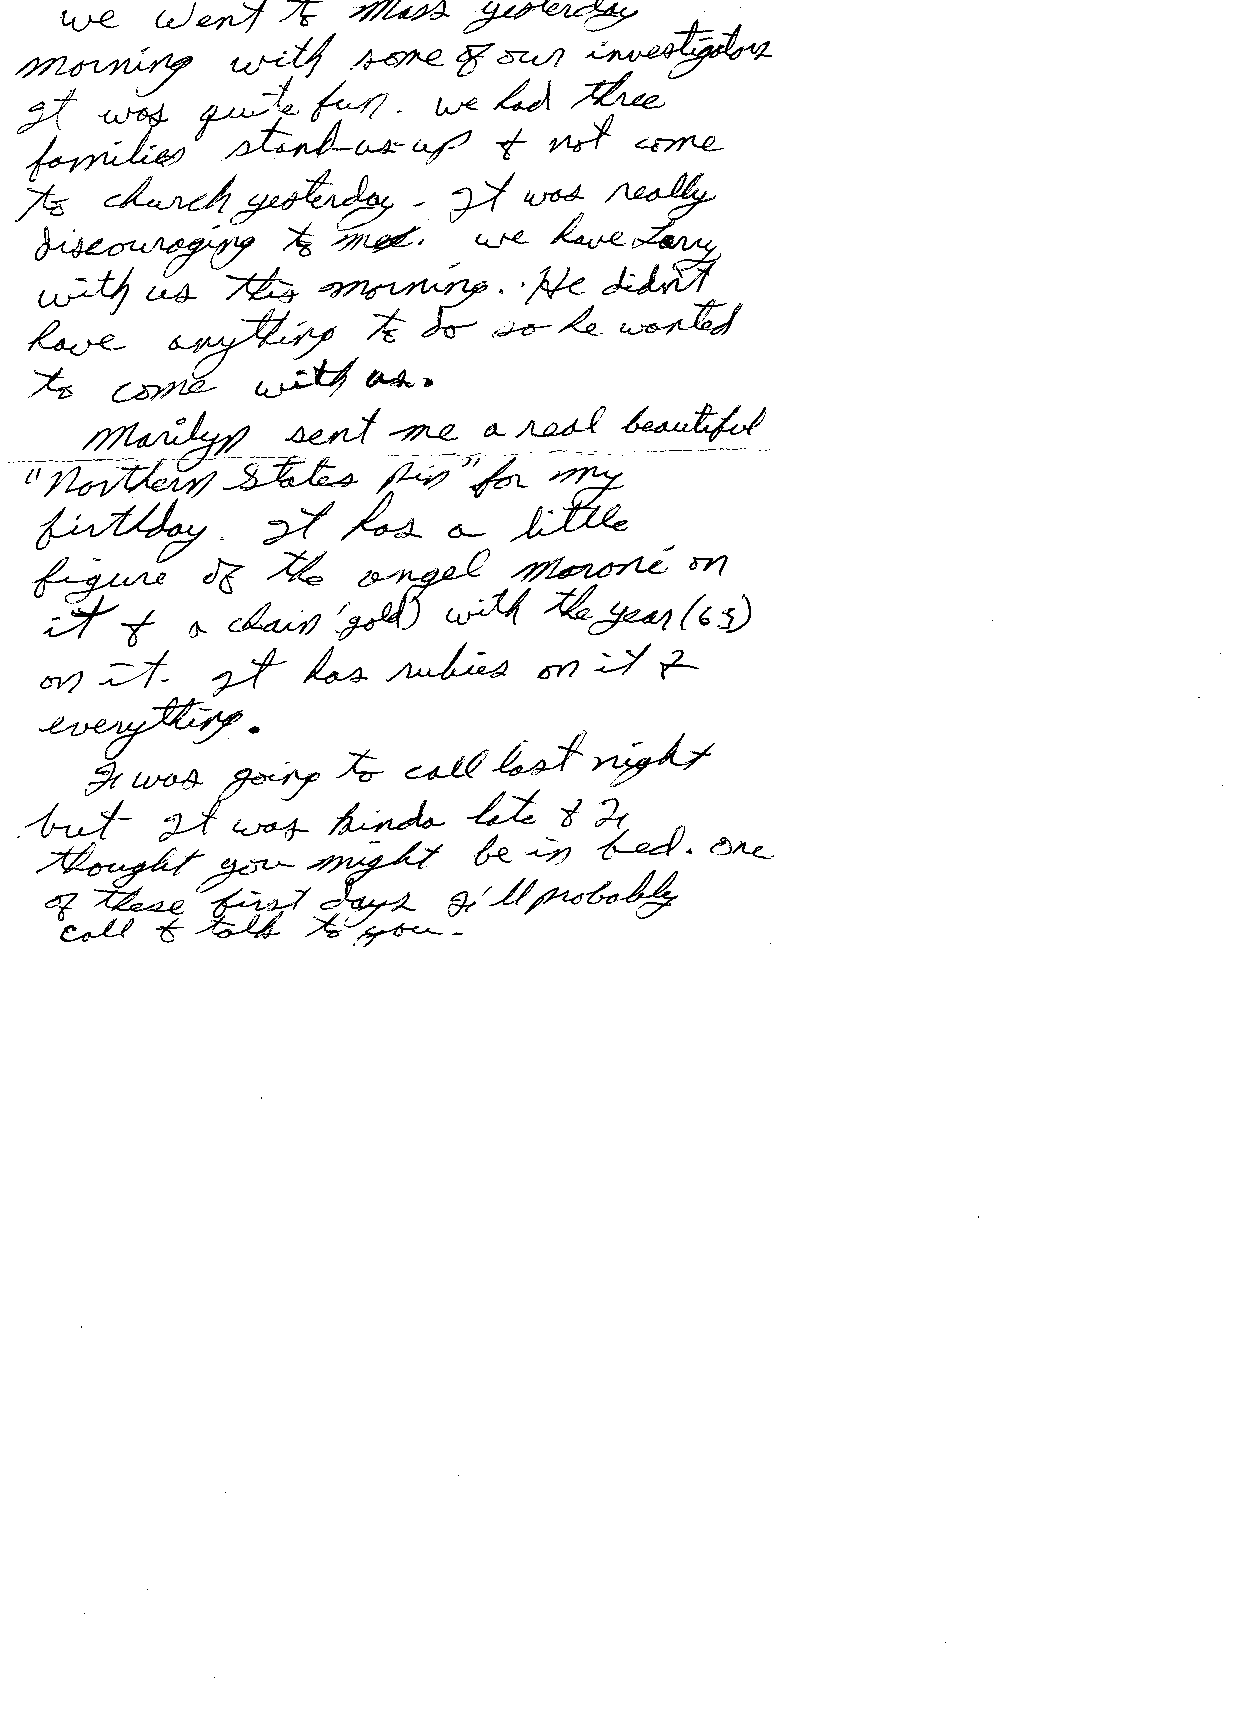 we went to Mass yesterday
morning with some of our investigators
It was quite fun. we had three
families stand-us-up & not come
to church yesterday. It was really
discouraging to me. we have Larry
with us this morning. He didn't
have anything to do so he wanted
to come with us.
Marilyn sent me a real beautiful
"Northern States Pin" for my
birthday. It has a little
figure of the angel Moroni on
it & a chain (gold) with the year (65)
on it. It has rubies on it &
everything.
I was going to call last night
but It was kinda late & I
thought you might be in bed. One
of these first days I'll probably
call & talk to you.